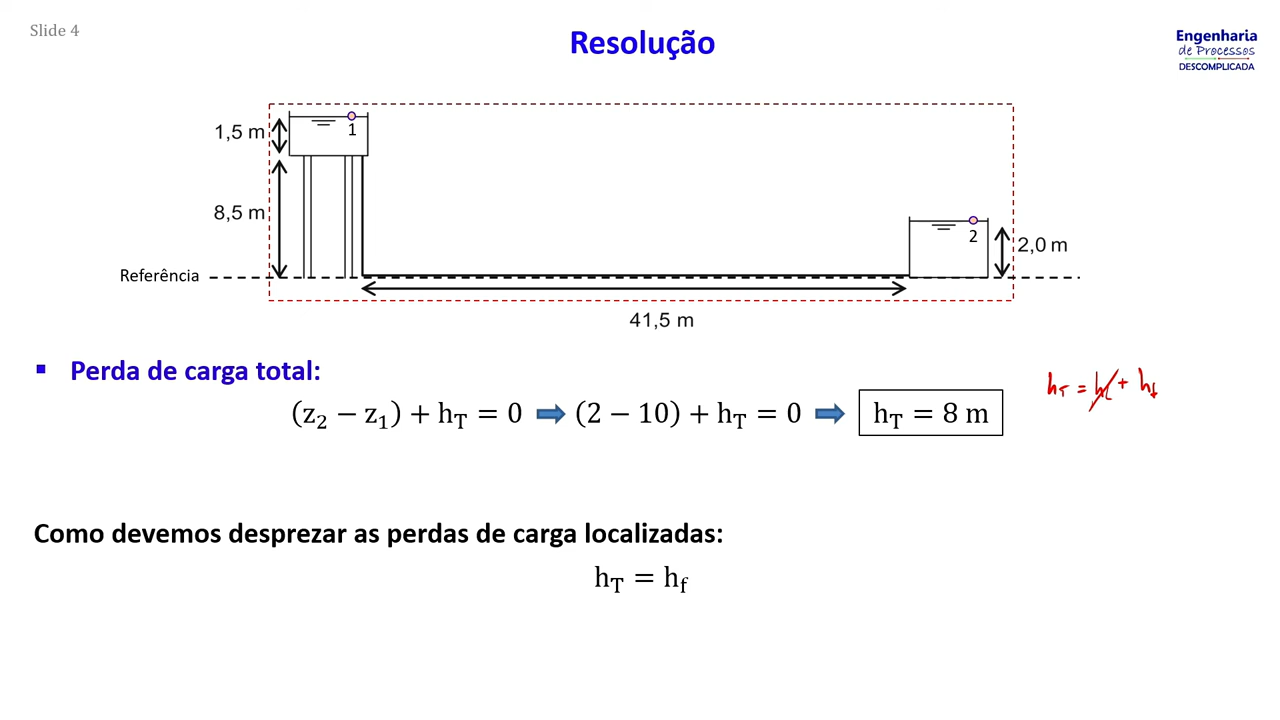 Slide 4
Resolução
Engenharia
de Processos
DESCOMPLICADA
1,5 m
1
8,5 m
2
2,0 m
Referência
41,5 m
▪ Perda de carga total:
hT = hL + hf
(z₂ − z₁) + hT = 0 ➡ (2 − 10) + hT = 0 ➡ hT = 8 m
Como devemos desprezar as perdas de carga localizadas:
hT = hf